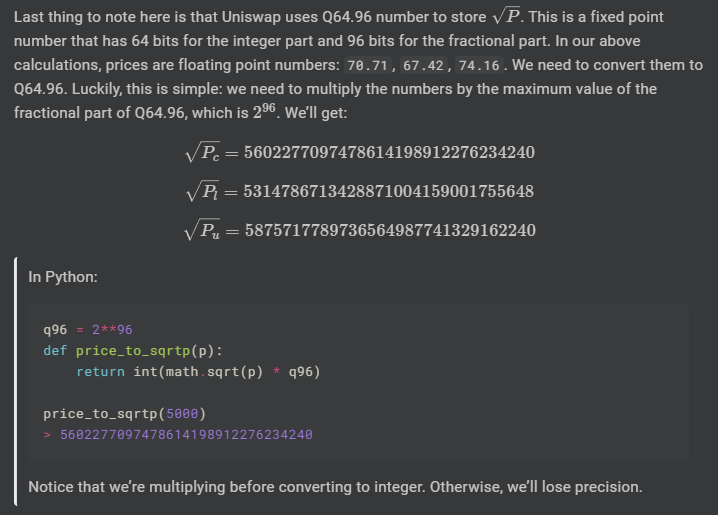 Last thing to note here is that Uniswap uses Q64.96 number to store √P. This is a fixed point
number that has 64 bits for the integer part and 96 bits for the fractional part. In our above
calculations, prices are floating point numbers: 70.71, 67.42, 74.16. We need to convert them to
Q64.96. Luckily, this is simple: we need to multiply the numbers by the maximum value of the
fractional part of Q64.96, which is 2⁹⁶. We’ll get:
√P_c = 5602277097478614198912276234240
√P_l = 5314786713428871004159001755648
√P_u = 5875717789736564987741329162240
In Python:
q96 = 2**96
def price_to_sqrtp(p):
    return int(math.sqrt(p) * q96)
price_to_sqrtp(5000)
> 5602277097478614198912276234240
Notice that we’re multiplying before converting to integer. Otherwise, we’ll lose precision.